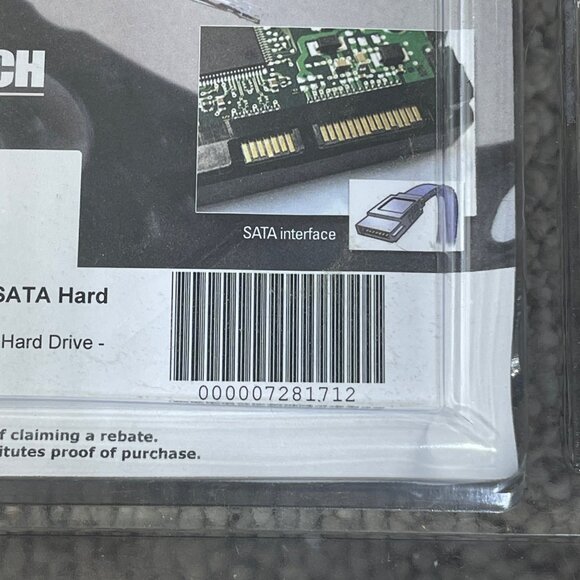 CH
SATA interface
SATA Hard
Hard Drive -
000007281712
f claiming a rebate.
itutes proof of purchase.